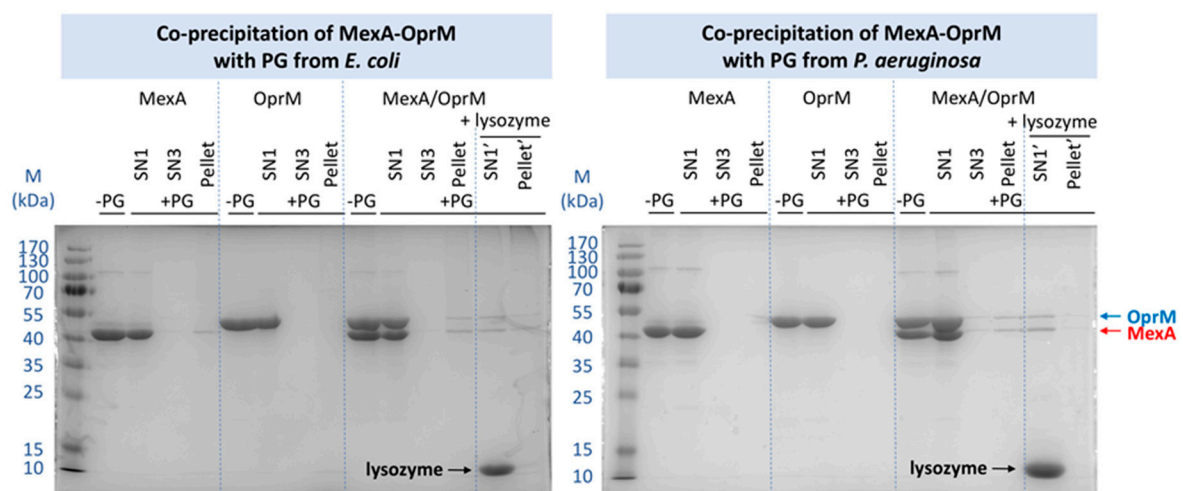 Co-precipitation of MexA-OprM
with PG from E. coli
MexA OprM MexA/OprM
+ lysozyme
M
(kDa)
SN1 SN3 Pellet SN1 SN3 Pellet SN1 SN3 Pellet SN1’ Pellet’
-PG +PG -PG +PG -PG +PG
170
130
100
70
55
40
35
25
15
10
lysozyme
Co-precipitation of MexA-OprM
with PG from P. aeruginosa
MexA OprM MexA/OprM
+ lysozyme
M
(kDa)
SN1 SN3 Pellet SN1 SN3 Pellet SN1 SN3 Pellet SN1’ Pellet’
-PG +PG -PG +PG -PG +PG
170
130
100
70
55
40
35
25
15
10
OprM
MexA
lysozyme